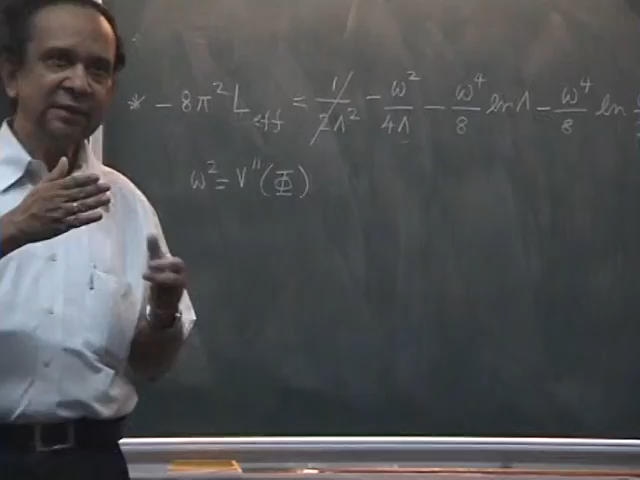 * - 8π² L_eff = 1/2Λ² - ω²/4Λ - ω⁴/8 ln Λ - ω⁴/8 ln
ω² = V''(Φ)